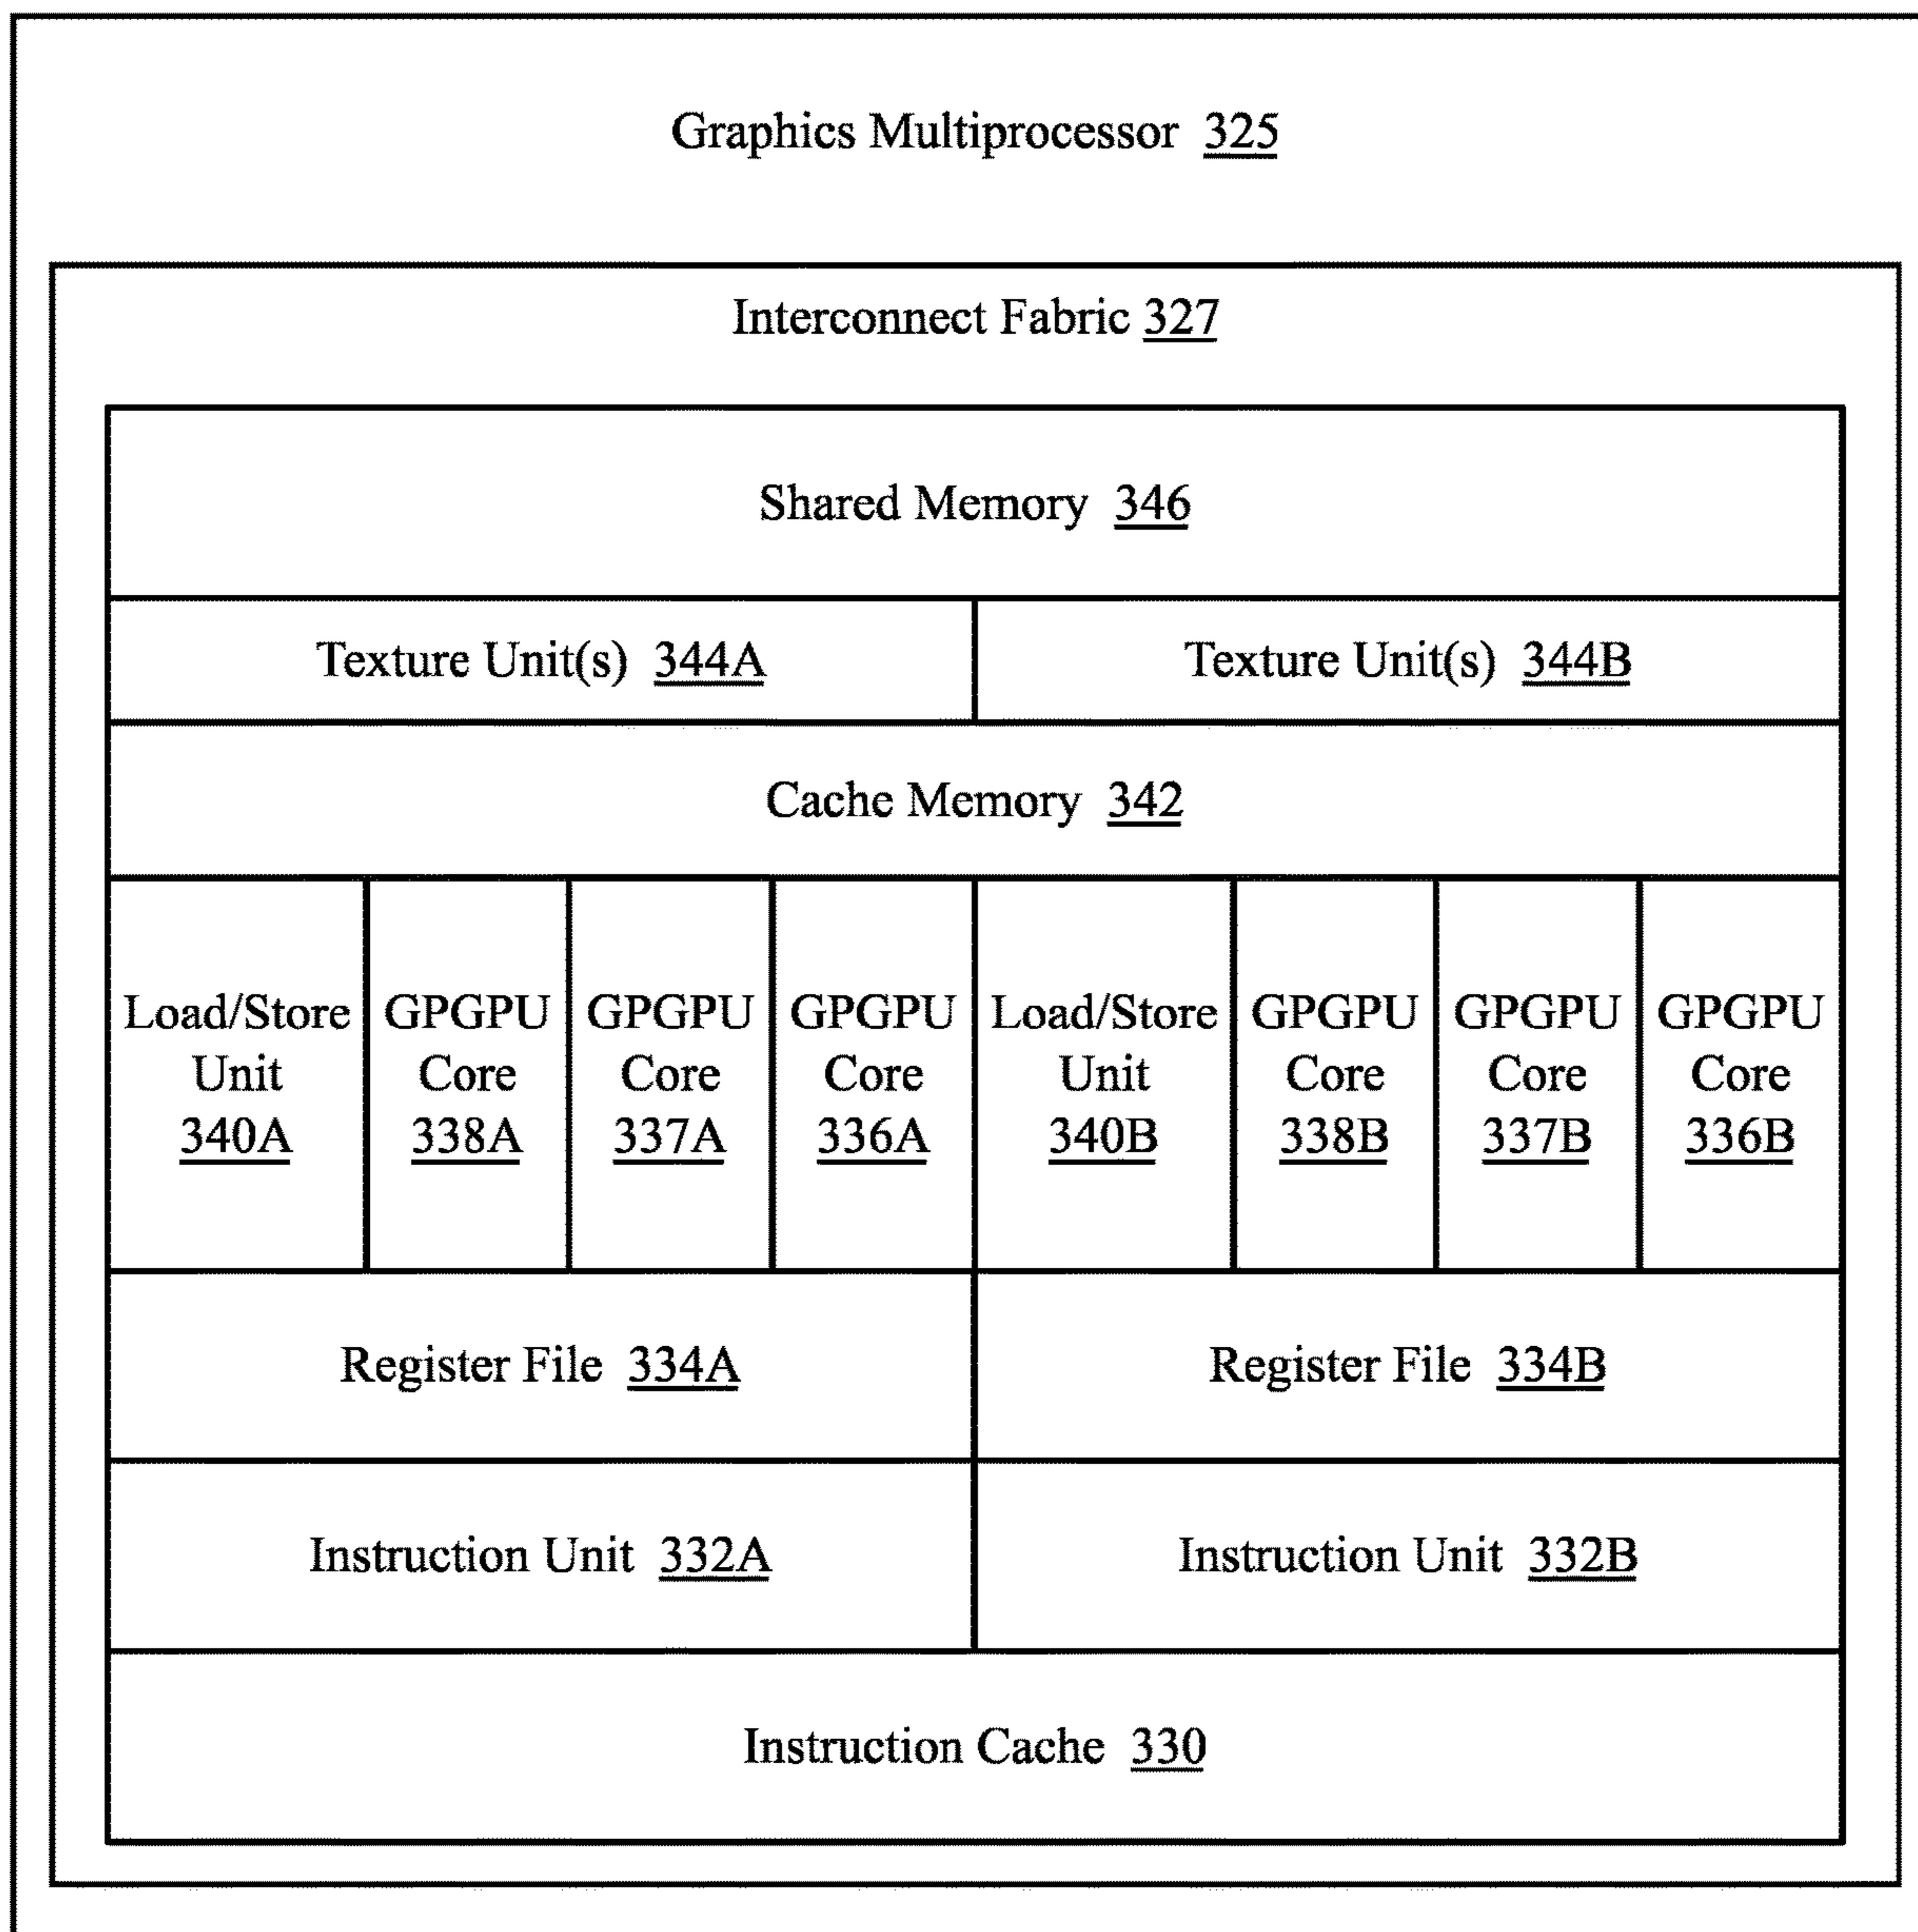 Graphics Multiprocessor 325
Interconnect Fabric 327
Shared Memory 346
Texture Unit(s) 344A
Texture Unit(s) 344B
Cache Memory 342
Load/Store
Unit
340A
GPGPU
Core
338A
GPGPU
Core
337A
GPGPU
Core
336A
Load/Store
Unit
340B
GPGPU
Core
338B
GPGPU
Core
337B
GPGPU
Core
336B
Register File 334A
Register File 334B
Instruction Unit 332A
Instruction Unit 332B
Instruction Cache 330